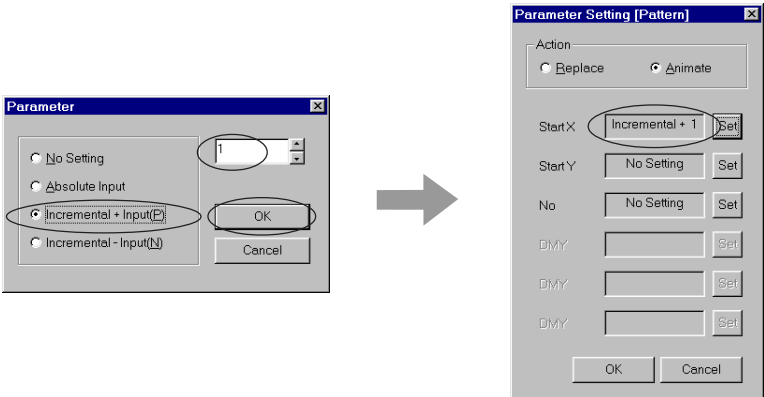 Parameter
No Setting
Absolute Input
Incremental + Input(P)
Incremental - Input(N)
1
OK
Cancel
Parameter Setting [Pattern]
Action
Replace
Animate
Start X
Incremental + 1
Set
Start Y
No Setting
Set
No
No Setting
Set
DMY
Set
DMY
Set
DMY
Set
OK
Cancel